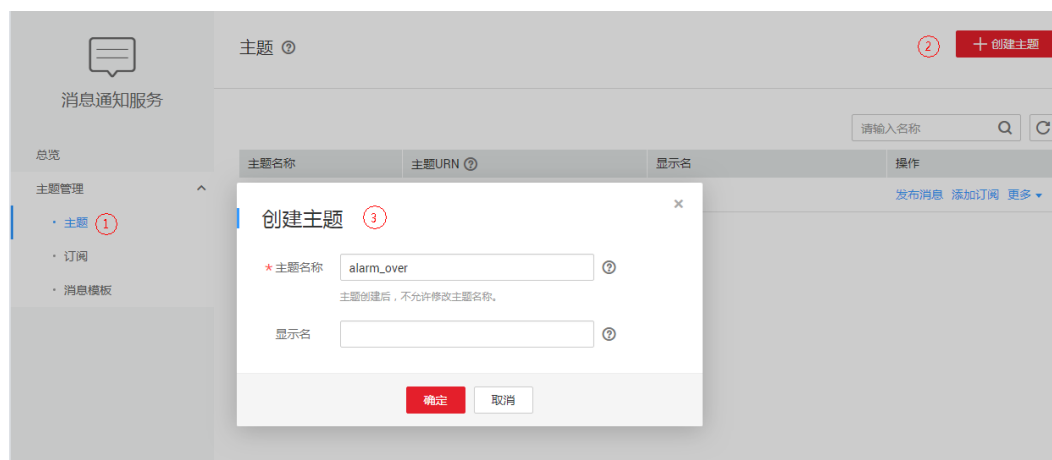 消息通知服务
总览
主题管理
· 主题 ①
· 订阅
· 消息模板
主题 ?
② + 创建主题
请输入名称
主题名称 主题URN ? 显示名 操作
发布消息 添加订阅 更多
创建主题 ③ ×
* 主题名称 alarm_over ?
主题创建后，不允许修改主题名称。
显示名 ?
确定 取消